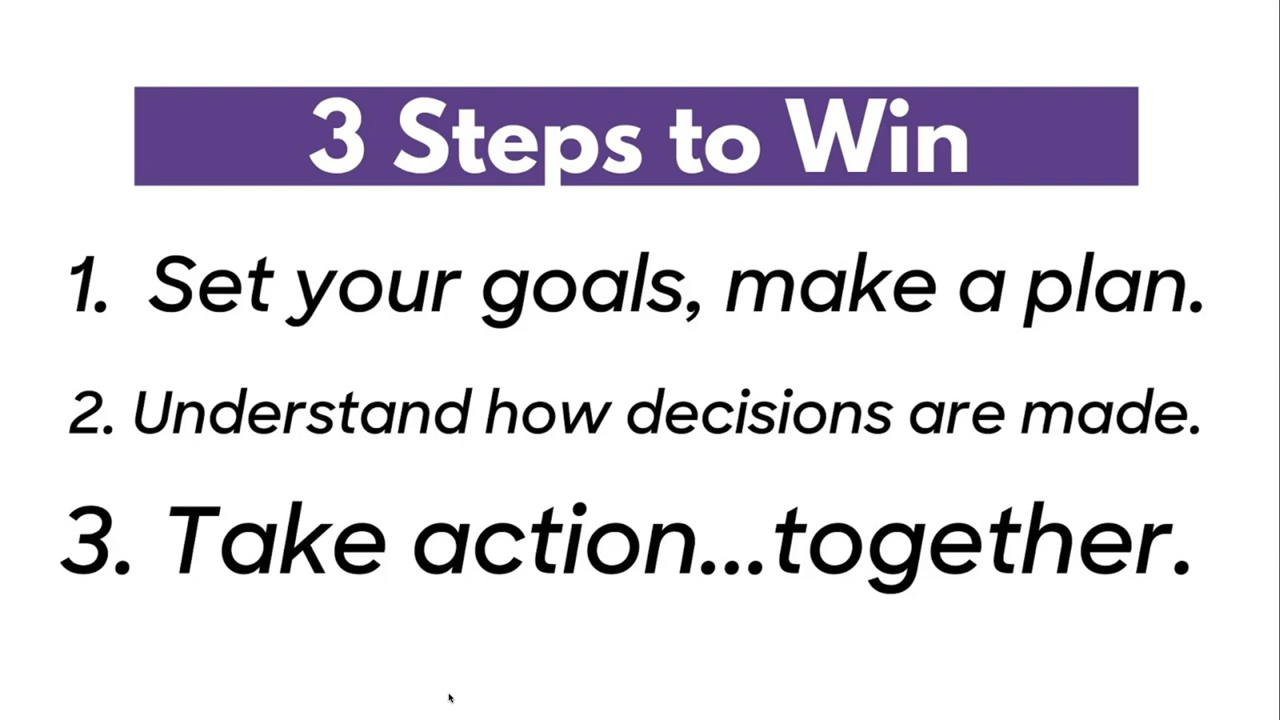 3 Steps to Win
1. Set your goals, make a plan.
2. Understand how decisions are made.
3. Take action...together.